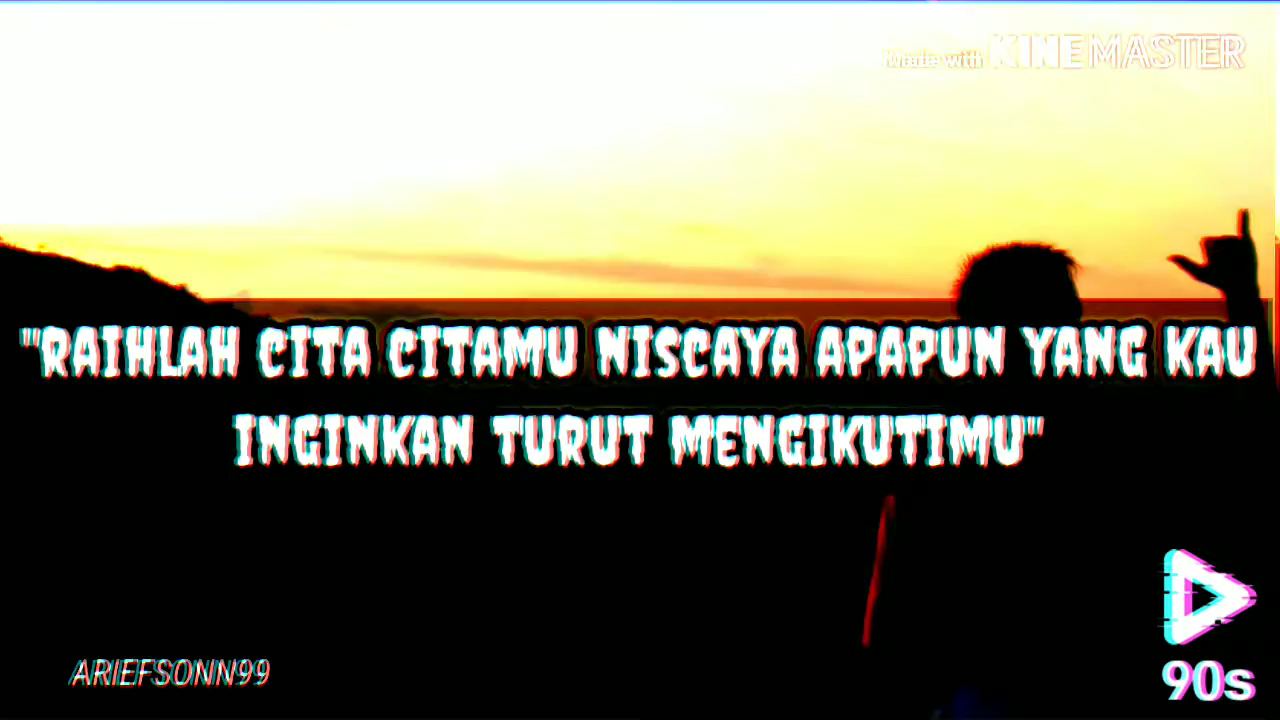 Made with KINEMASTER
"RAIHLAH CITA CITAMU NISCAYA APAPUN YANG KAU
INGINKAN TURUT MENGIKUTIMU"
ARIEFSONN99
90s